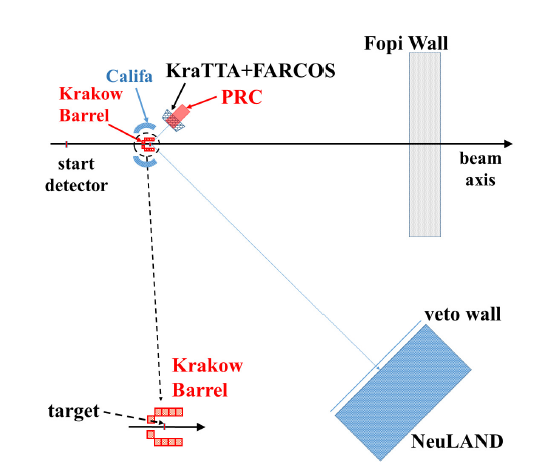 Fopi Wall
KraTTA+FARCOS
Califa
PRC
Krakow
Barrel
start
detector
beam
axis
veto wall
Krakow
Barrel
target
NeuLAND